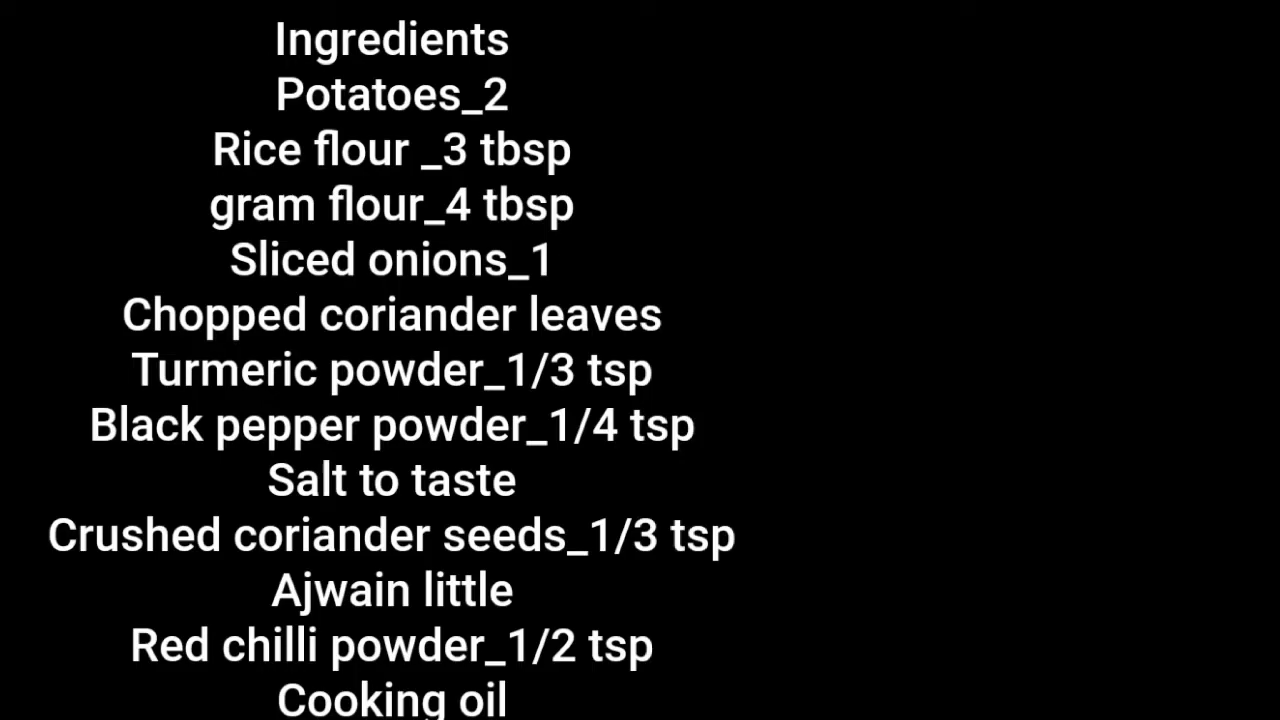 Ingredients
Potatoes_2
Rice flour _3 tbsp
gram flour_4 tbsp
Sliced onions_1
Chopped coriander leaves
Turmeric powder_1/3 tsp
Black pepper powder_1/4 tsp
Salt to taste
Crushed coriander seeds_1/3 tsp
Ajwain little
Red chilli powder_1/2 tsp
Cooking oil